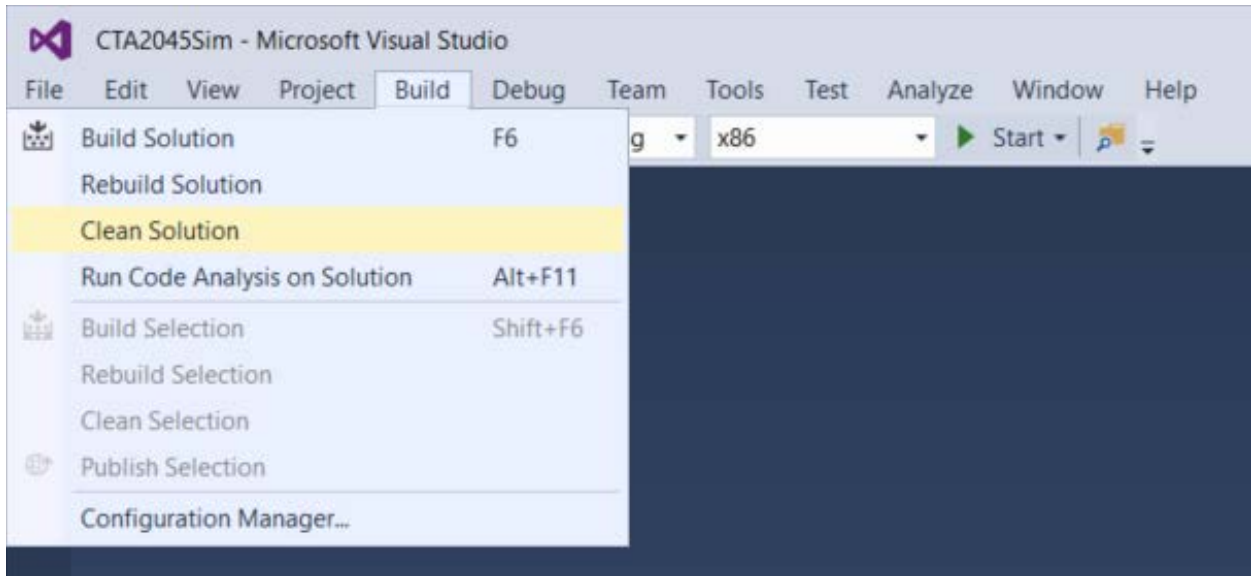 CTA2045Sim - Microsoft Visual Studio
File Edit View Project Build Debug Team Tools Test Analyze Window Help
Build Solution F6 g x86 Start
Rebuild Solution
Clean Solution
Run Code Analysis on Solution Alt+F11
Build Selection Shift+F6
Rebuild Selection
Clean Selection
Publish Selection
Configuration Manager...